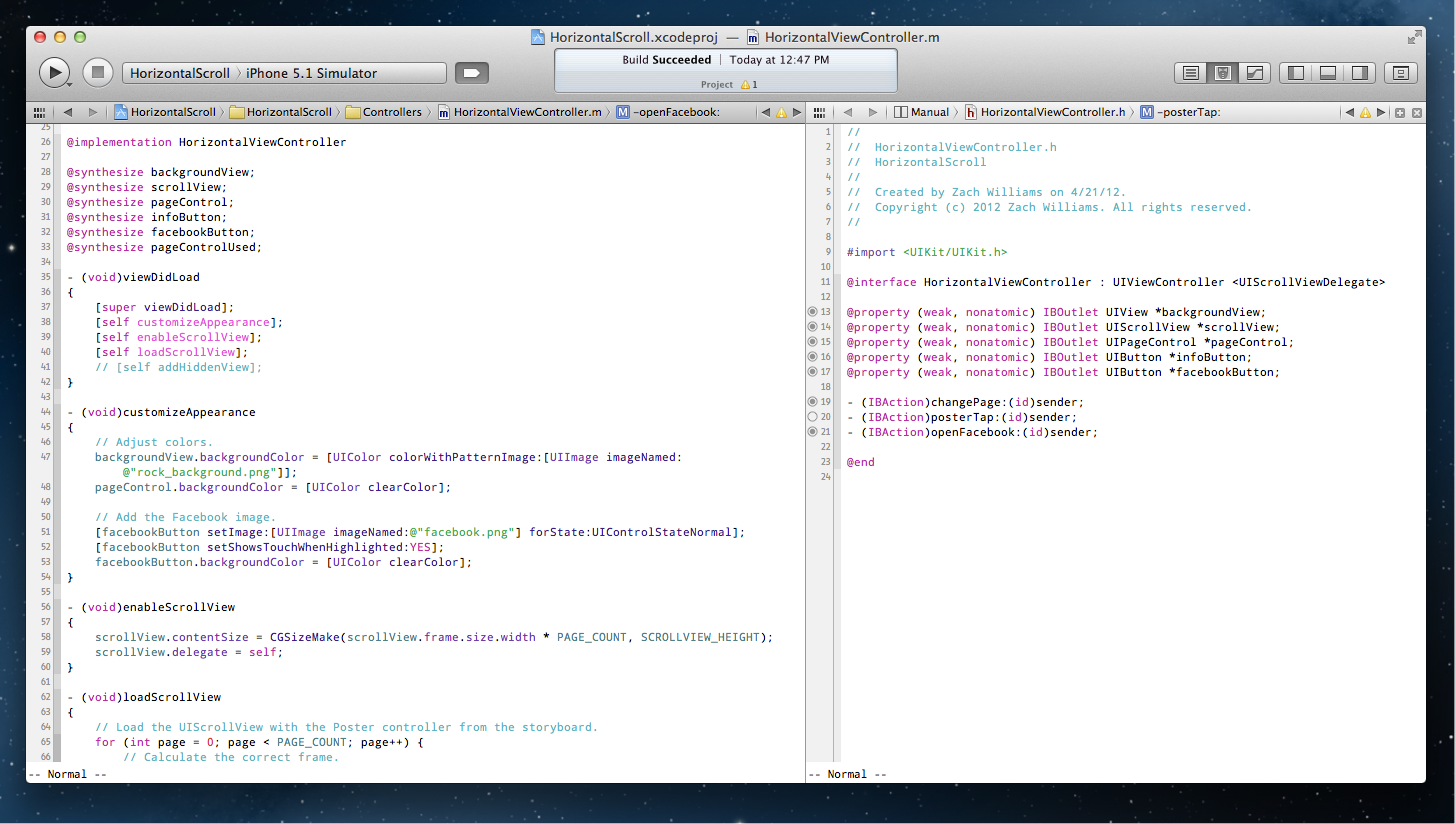 HorizontalScroll.xcodeproj — m HorizontalViewController.m
HorizontalScroll 〉 iPhone 5.1 Simulator
Build Succeeded | Today at 12:47 PM
Project 1
HorizontalScroll 〉 HorizontalScroll 〉 Controllers 〉 m HorizontalViewController.m 〉 M -openFacebook:
25
26 @implementation HorizontalViewController
27
28 @synthesize backgroundView;
29 @synthesize scrollView;
30 @synthesize pageControl;
31 @synthesize infoButton;
32 @synthesize facebookButton;
33 @synthesize pageControlUsed;
34
35 - (void)viewDidLoad
36 {
37     [super viewDidLoad];
38     [self customizeAppearance];
39     [self enableScrollView];
40     [self loadScrollView];
41     // [self addHiddenView];
42 }
43
44 - (void)customizeAppearance
45 {
46     // Adjust colors.
47     backgroundView.backgroundColor = [UIColor colorWithPatternImage:[UIImage imageNamed:
@"rock_background.png"]];
48     pageControl.backgroundColor = [UIColor clearColor];
49
50     // Add the Facebook image.
51     [facebookButton setImage:[UIImage imageNamed:@"facebook.png"] forState:UIControlStateNormal];
52     [facebookButton setShowsTouchWhenHighlighted:YES];
53     facebookButton.backgroundColor = [UIColor clearColor];
54 }
55
56 - (void)enableScrollView
57 {
58     scrollView.contentSize = CGSizeMake(scrollView.frame.size.width * PAGE_COUNT, SCROLLVIEW_HEIGHT);
59     scrollView.delegate = self;
60 }
61
62 - (void)loadScrollView
63 {
64     // Load the UIScrollView with the Poster controller from the storyboard.
65     for (int page = 0; page < PAGE_COUNT; page++) {
66         // Calculate the correct frame.
-- Normal --
Manual 〉 h HorizontalViewController.h 〉 M -posterTap:
1 //
2 //  HorizontalViewController.h
3 //  HorizontalScroll
4 //
5 //  Created by Zach Williams on 4/21/12.
6 //  Copyright (c) 2012 Zach Williams. All rights reserved.
7 //
8
9 #import <UIKit/UIKit.h>
10
11 @interface HorizontalViewController : UIViewController <UIScrollViewDelegate>
12
13 @property (weak, nonatomic) IBOutlet UIView *backgroundView;
14 @property (weak, nonatomic) IBOutlet UIScrollView *scrollView;
15 @property (weak, nonatomic) IBOutlet UIPageControl *pageControl;
16 @property (weak, nonatomic) IBOutlet UIButton *infoButton;
17 @property (weak, nonatomic) IBOutlet UIButton *facebookButton;
18
19 - (IBAction)changePage:(id)sender;
20 - (IBAction)posterTap:(id)sender;
21 - (IBAction)openFacebook:(id)sender;
22
23 @end
24
-- Normal --